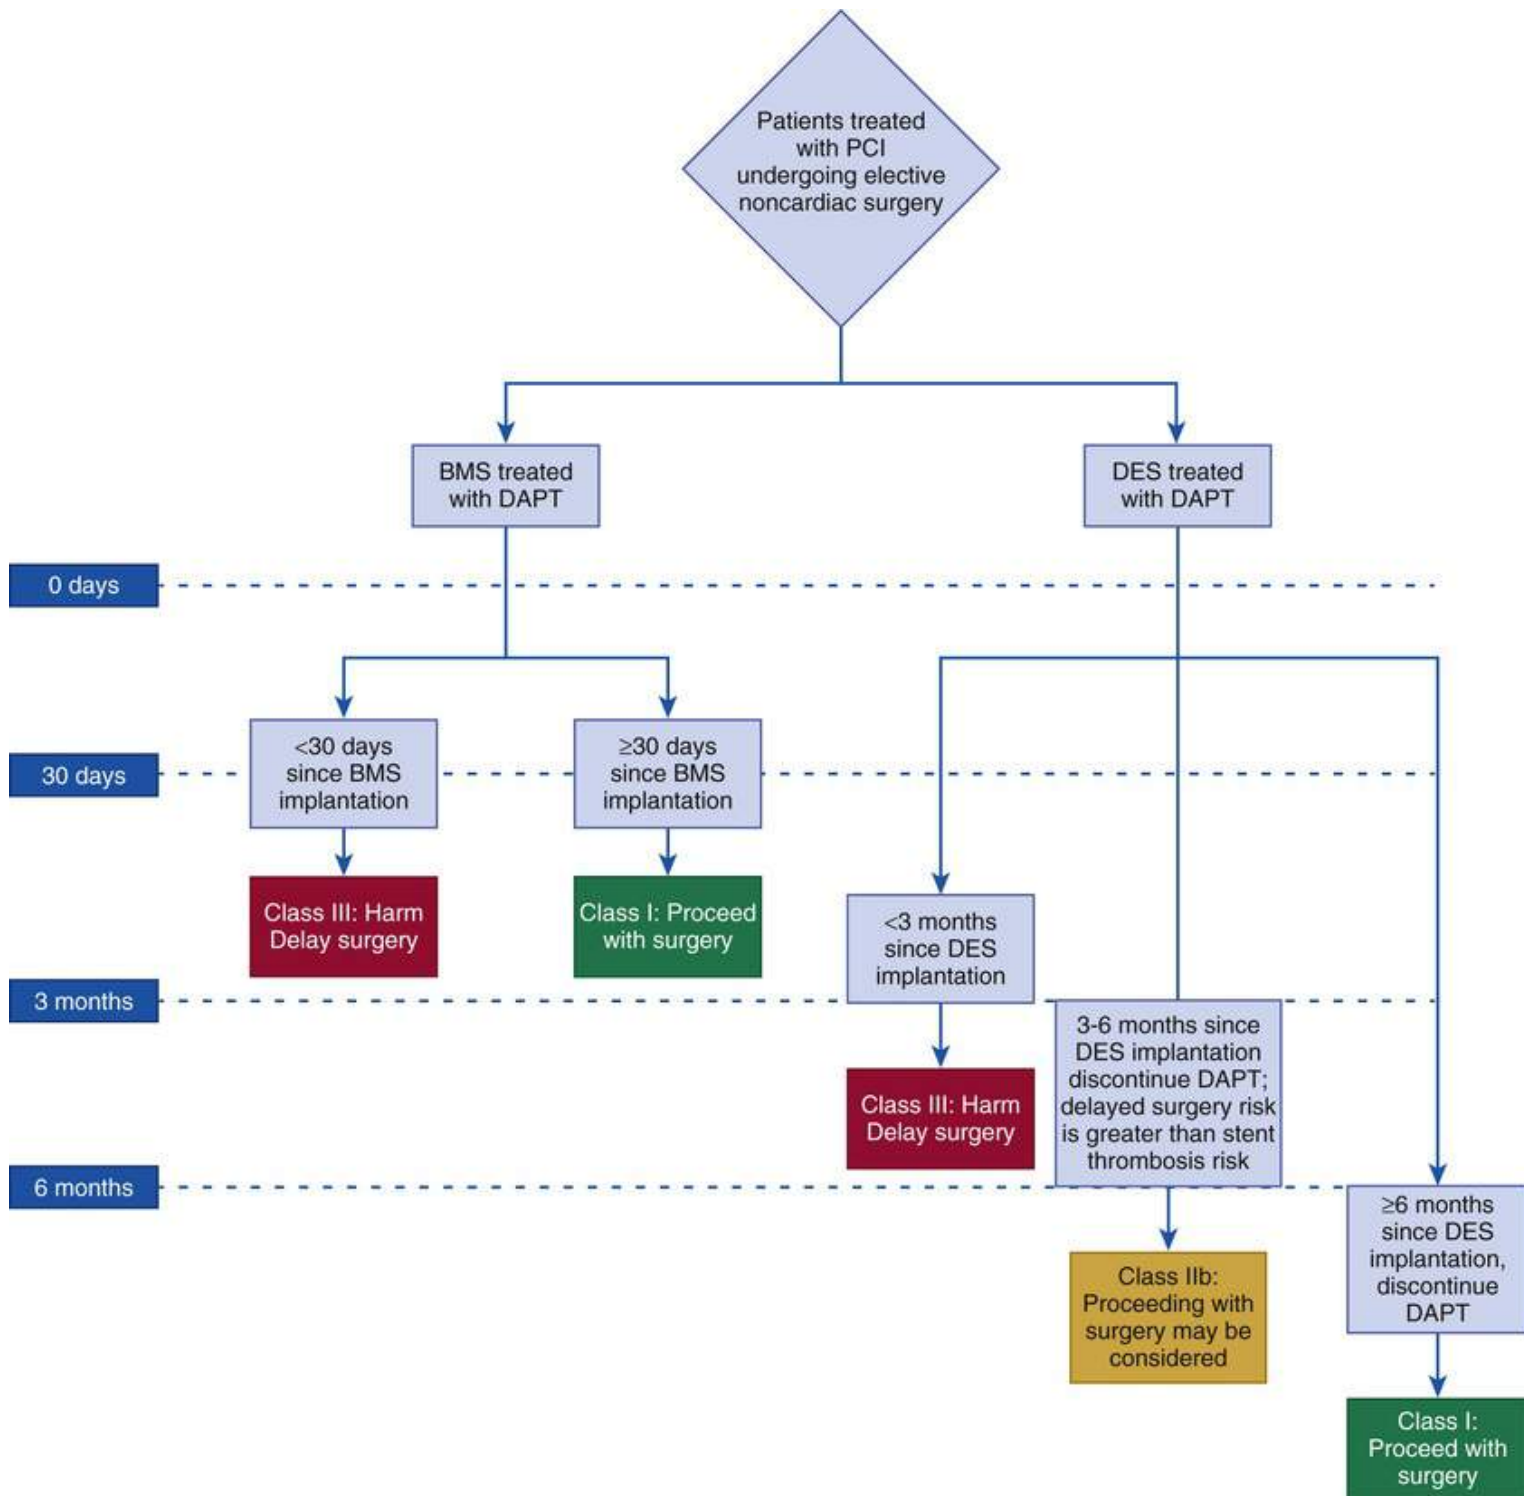 Patients treated
with PCI
undergoing elective
noncardiac surgery
BMS treated
with DAPT
DES treated
with DAPT
0 days
30 days
<30 days
since BMS
implantation
≥30 days
since BMS
implantation
Class III: Harm
Delay surgery
Class I: Proceed
with surgery
<3 months
since DES
implantation
3 months
3-6 months since
DES implantation
discontinue DAPT;
delayed surgery risk
is greater than stent
thrombosis risk
Class III: Harm
Delay surgery
6 months
≥6 months
since DES
implantation,
discontinue
DAPT
Class IIb:
Proceeding with
surgery may be
considered
Class I:
Proceed with
surgery